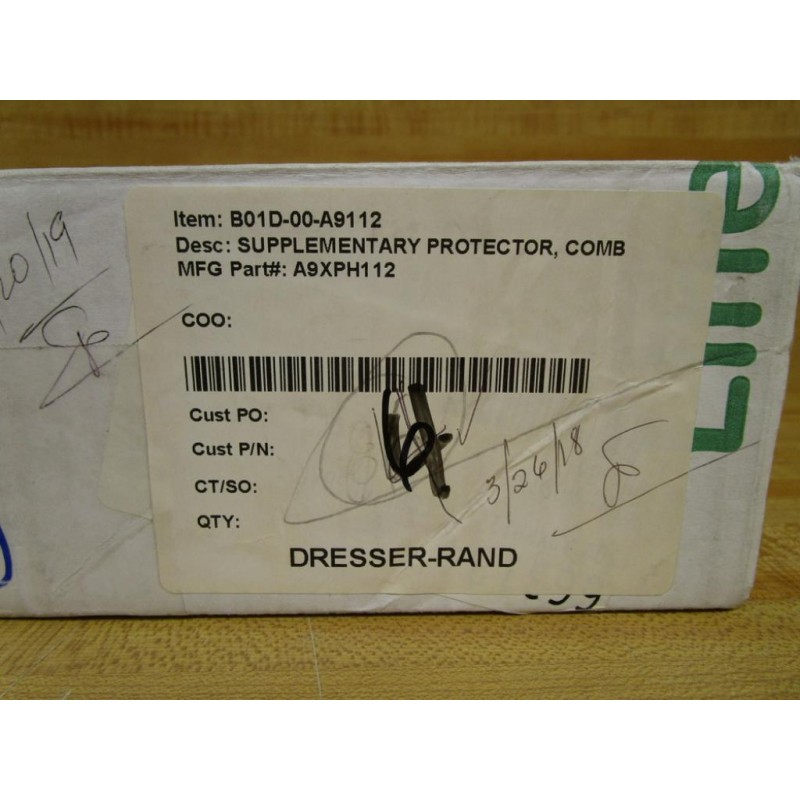 Item: B01D-00-A9112
Desc: SUPPLEMENTARY PROTECTOR, COMB
MFG Part#: A9XPH112
COO:
Cust PO:
Cust P/N:
CT/SO:
QTY:
6
3/26/18
DRESSER-RAND